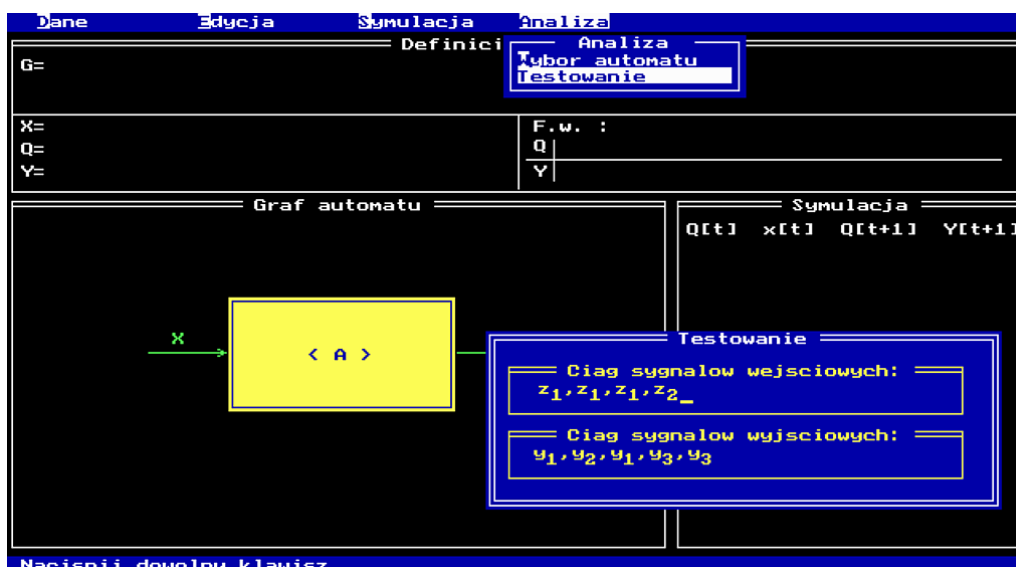 Dane Edycja Symulacja Analiza
Definicj
Analiza
Wybor automatu
Testowanie
G=
X=
Q=
Y=
F.w. :
Q
Y
Graf automatu
Symulacja
Q[t] x[t] Q[t+1] Y[t+1]
X
< A >
Testowanie
Ciag sygnalow wejsciowych:
z₁,z₁,z₁,z₂_
Ciag sygnalow wyjsciowych:
y₁,y₂,y₁,y₃,y₃
Nacisnij dowolny klawisz